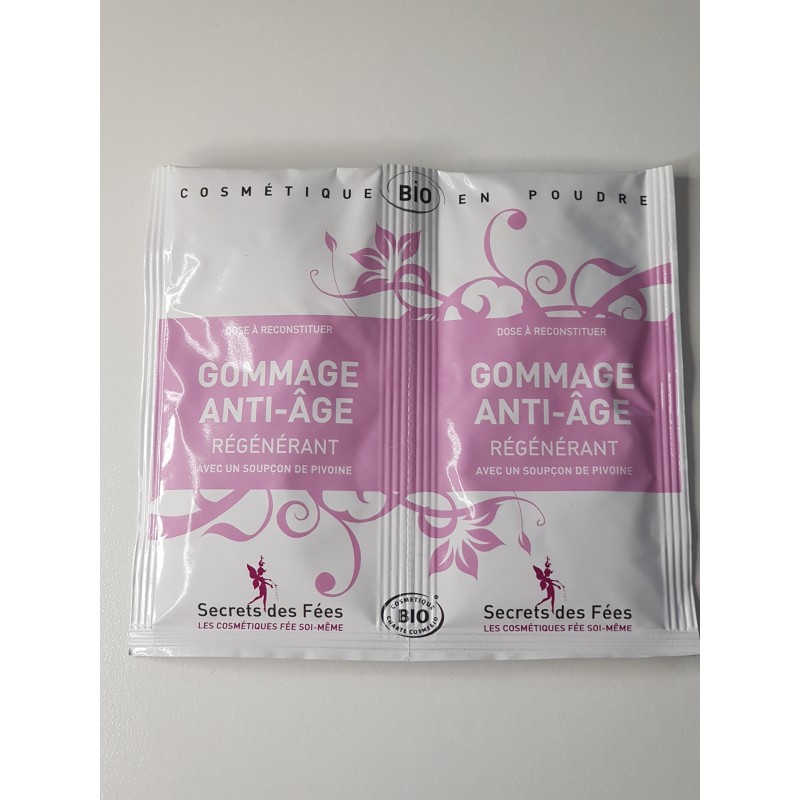 COSMÉTIQUE BIO EN POUDRE
DOSE À RECONSTITUER
GOMMAGE
ANTI-ÂGE
RÉGÉNÉRANT
AVEC UN SOUPÇON DE PIVOINE
Secrets des Fées
LES COSMÉTIQUES FÉE SOI-MÊME
DOSE À RECONSTITUER
GOMMAGE
ANTI-ÂGE
RÉGÉNÉRANT
AVEC UN SOUPÇON DE PIVOINE
Secrets des Fées
LES COSMÉTIQUES FÉE SOI-MÊME
COSMETIQUE
BIO
CHARTE COSMEBIO
®